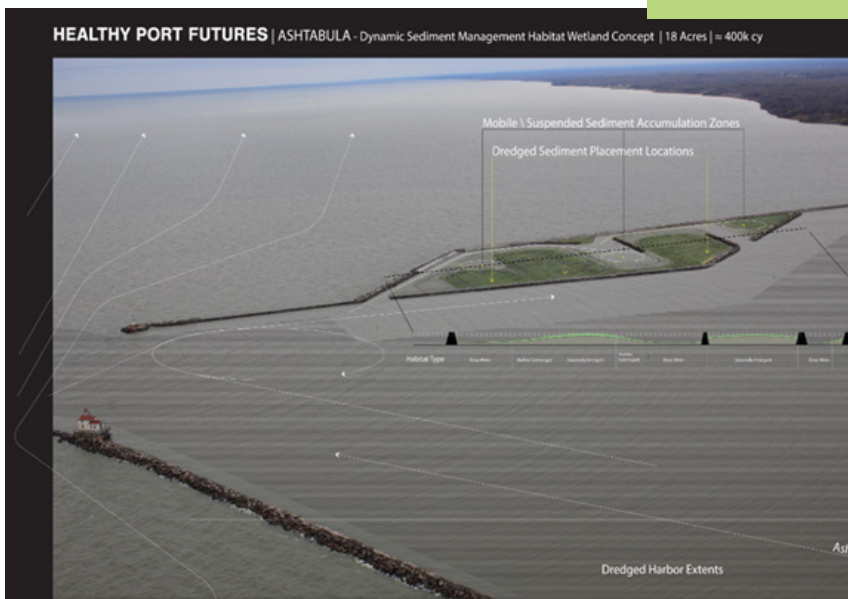 HEALTHY PORT FUTURES | ASHTABULA - Dynamic Sediment Management Habitat Wetland Concept | 18 Acres | ≈ 400k cy
Mobile \ Suspended Sediment Accumulation Zones
Dredged Sediment Placement Locations
Habitat Type
Ast
Dredged Harbor Extents